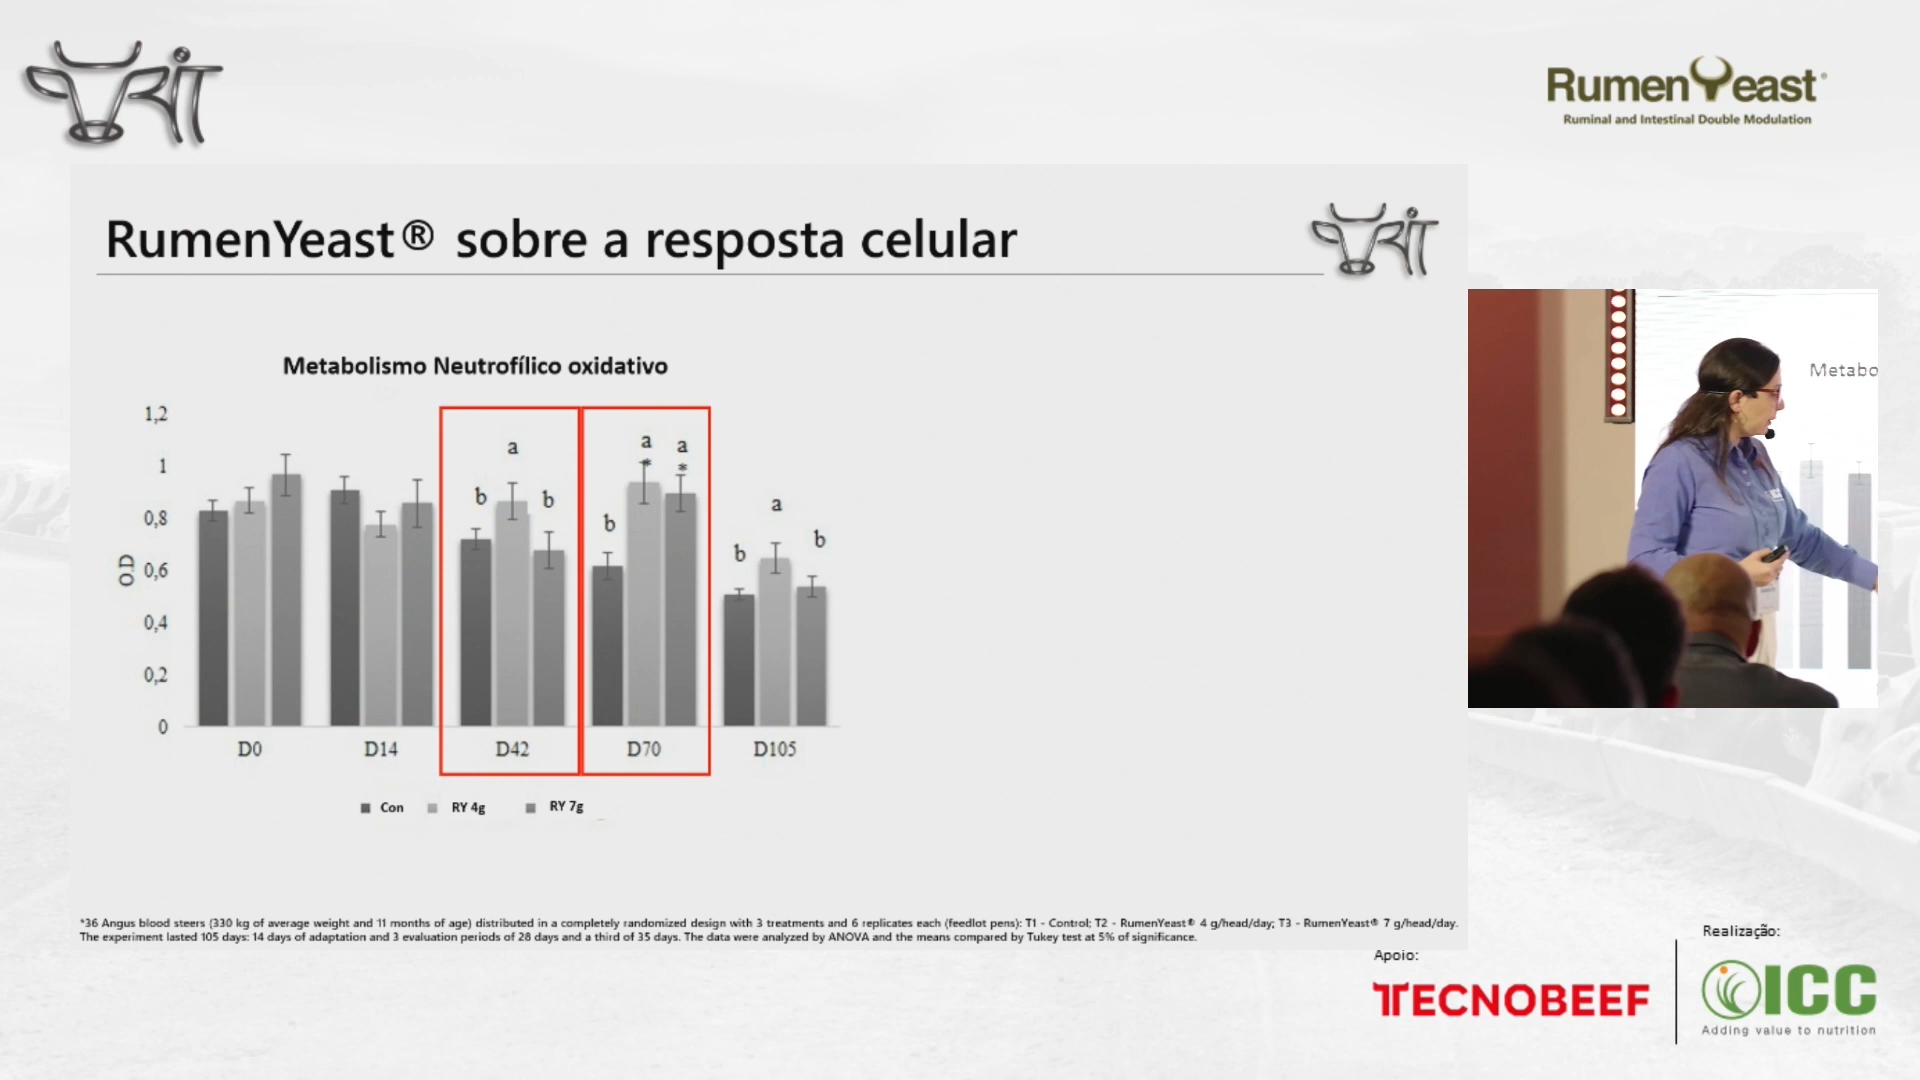 RIT
RumenYeast®
Ruminal and Intestinal Double Modulation
RumenYeast® sobre a resposta celular
RIT
Metabolismo Neutrofílico oxidativo
1,2
1
0,8
0,6
0,4
0,2
0
O.D
b a b
b a a
* *
b a b
D0 D14 D42 D70 D105
Con RY 4g RY 7g
Metabo
*36 Angus blood steers (330 kg of average weight and 11 months of age) distributed in a completely randomized design with 3 treatments and 6 replicates each (feedlot pens): T1 - Control; T2 - RumenYeast® 4 g/head/day; T3 - RumenYeast® 7 g/head/day.
The experiment lasted 105 days: 14 days of adaptation and 3 evaluation periods of 28 days and a third of 35 days. The data were analyzed by ANOVA and the means compared by Tukey test at 5% of significance.
Apoio:
TECNOBEEF
Realização:
ICC
Adding value to nutrition